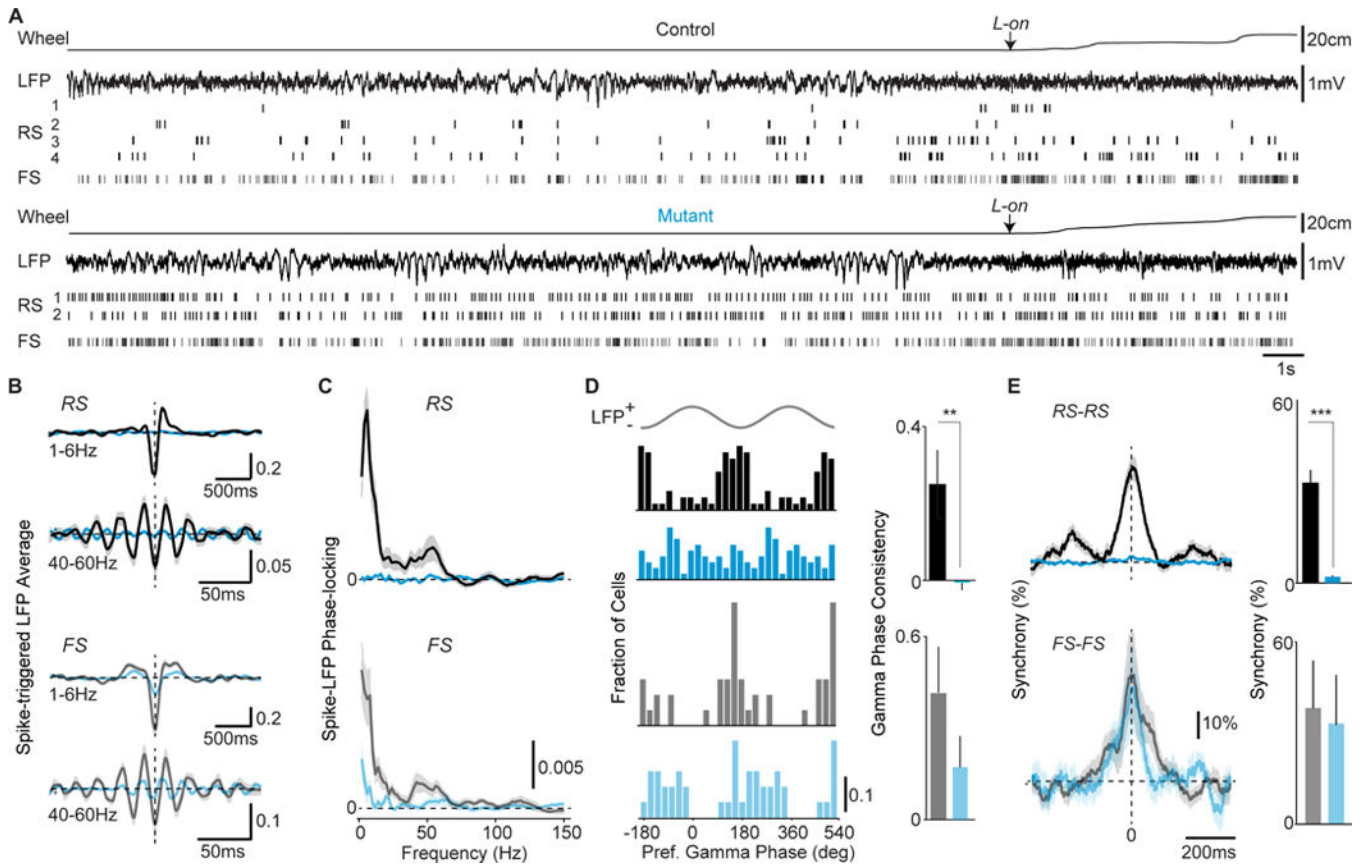 A
Control
L-on
Wheel
20cm
LFP
1mV
1
RS 2
3
4
FS
Wheel
Mutant
L-on
20cm
LFP
1mV
RS 1
2
FS
1s
B
RS
1-6Hz
0.2
500ms
40-60Hz
0.05
50ms
FS
1-6Hz
0.2
500ms
40-60Hz
0.1
50ms
Spike-triggered LFP Average
C
RS
0
FS
0.005
0
0 50 100 150
Frequency (Hz)
Spike-LFP Phase-locking
D
LFP + -
Fraction of Cells
0.1
-180 0 180 360 540
Pref. Gamma Phase (deg)
0.4
**
0
0.6
0
Gamma Phase Consistency
E
RS-RS
FS-FS
10%
Synchrony (%)
0
200ms
60
***
0
60
0
Synchrony (%)